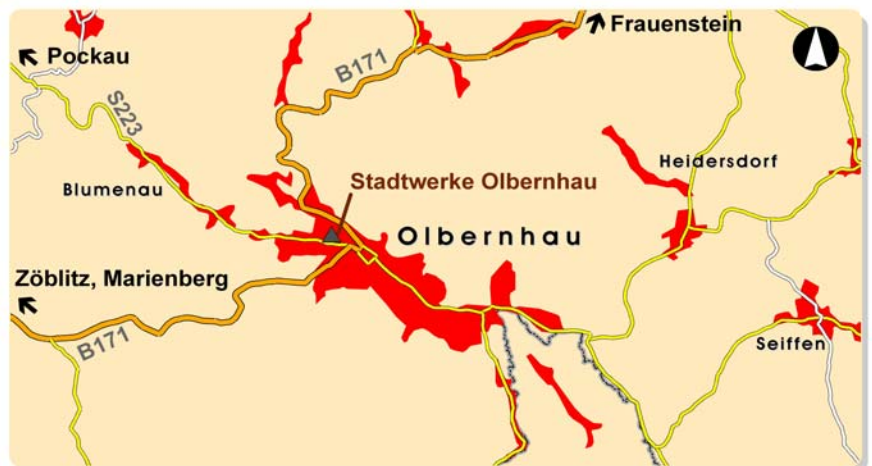 Frauenstein
Pockau
B171
S223
Heidersdorf
Stadtwerke Olbernhau
Blumenau
Olbernhau
Zöblitz, Marienberg
B171
Seiffen